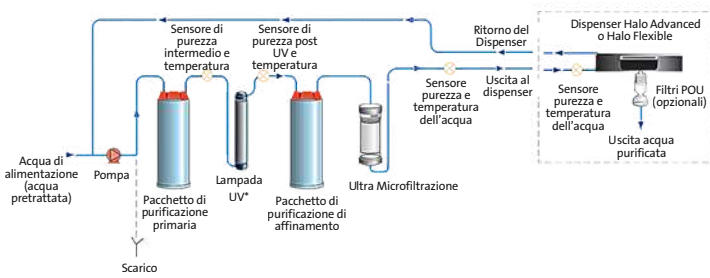 Sensore di
purezza
intermedio e
temperatura
Sensore di
purezza post
UV e
temperatura
Ritorno del
Dispenser
Dispenser Halo Advanced
o Halo Flexible
Sensore
purezza e
temperatura
dell'acqua
Uscita al
dispenser
Sensore
purezza e
temperatura
dell'acqua
Filtri POU
(opzionali)
Uscita acqua
purificata
Acqua di
alimentazione
(acqua
pretrattata)
Pompa
Pacchetto di
purificazione
primaria
Lampada
UV*
Pacchetto di
purificazione di
affinamento
Ultra Microfiltrazione
Scarico